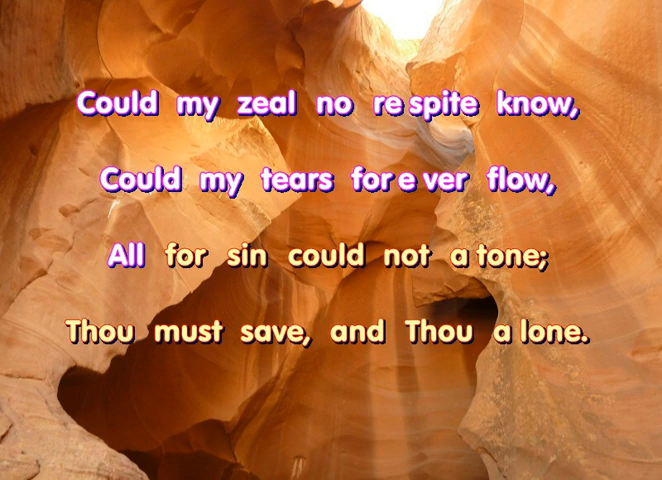 Could my zeal no re spite know,
Could my tears for e ver flow,
All for sin could not a tone;
Thou must save, and Thou a lone.